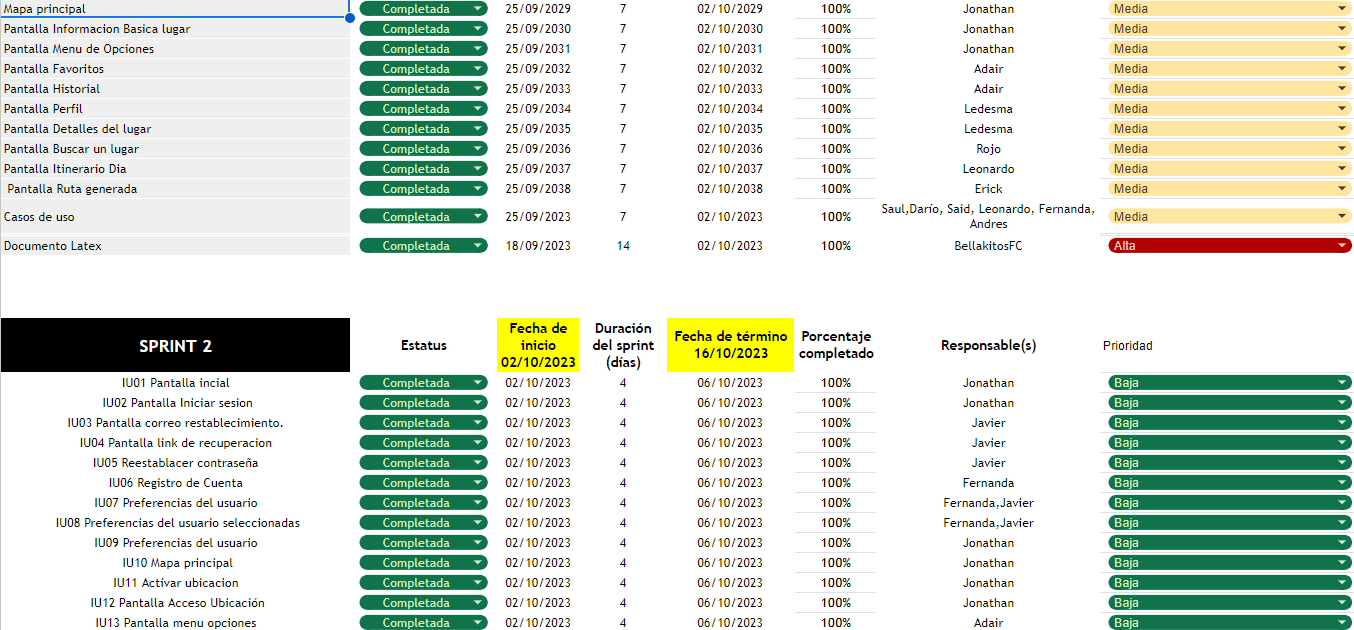 Mapa principal Completada 25/09/2029 7 02/10/2029 100% Jonathan Media
Pantalla Informacion Basica lugar Completada 25/09/2030 7 02/10/2030 100% Jonathan Media
Pantalla Menu de Opciones Completada 25/09/2031 7 02/10/2031 100% Jonathan Media
Pantalla Favoritos Completada 25/09/2032 7 02/10/2032 100% Adair Media
Pantalla Historial Completada 25/09/2033 7 02/10/2033 100% Adair Media
Pantalla Perfil Completada 25/09/2034 7 02/10/2034 100% Ledesma Media
Pantalla Detalles del lugar Completada 25/09/2035 7 02/10/2035 100% Ledesma Media
Pantalla Buscar un lugar Completada 25/09/2036 7 02/10/2036 100% Rojo Media
Pantalla Itinerario Dia Completada 25/09/2037 7 02/10/2037 100% Leonardo Media
Pantalla Ruta generada Completada 25/09/2038 7 02/10/2038 100% Erick Media
Casos de uso Completada 25/09/2023 7 02/10/2023 100% Saul,Darío, Said, Leonardo, Fernanda, Andres Media
Documento Latex Completada 18/09/2023 14 02/10/2023 100% BellakitosFC Alta
SPRINT 2 Estatus Fecha de inicio 02/10/2023 Duración del sprint (días) Fecha de término 16/10/2023 Porcentaje completado Responsable(s) Prioridad
IU01 Pantalla incial Completada 02/10/2023 4 06/10/2023 100% Jonathan Baja
IU02 Pantalla Iniciar sesion Completada 02/10/2023 4 06/10/2023 100% Jonathan Baja
IU03 Pantalla correo restablecimiento. Completada 02/10/2023 4 06/10/2023 100% Javier Baja
IU04 Pantalla link de recuperacion Completada 02/10/2023 4 06/10/2023 100% Javier Baja
IU05 Reestablacer contraseña Completada 02/10/2023 4 06/10/2023 100% Javier Baja
IU06 Registro de Cuenta Completada 02/10/2023 4 06/10/2023 100% Fernanda Baja
IU07 Preferencias del usuario Completada 02/10/2023 4 06/10/2023 100% Fernanda,Javier Baja
IU08 Preferencias del usuario seleccionadas Completada 02/10/2023 4 06/10/2023 100% Fernanda,Javier Baja
IU09 Preferencias del usuario Completada 02/10/2023 4 06/10/2023 100% Jonathan Baja
IU10 Mapa principal Completada 02/10/2023 4 06/10/2023 100% Jonathan Baja
IU11 Activar ubicacion Completada 02/10/2023 4 06/10/2023 100% Jonathan Baja
IU12 Pantalla Acceso Ubicación Completada 02/10/2023 4 06/10/2023 100% Jonathan Baja
IU13 Pantalla menu opciones Completada 02/10/2023 4 06/10/2023 100% Adair Baja